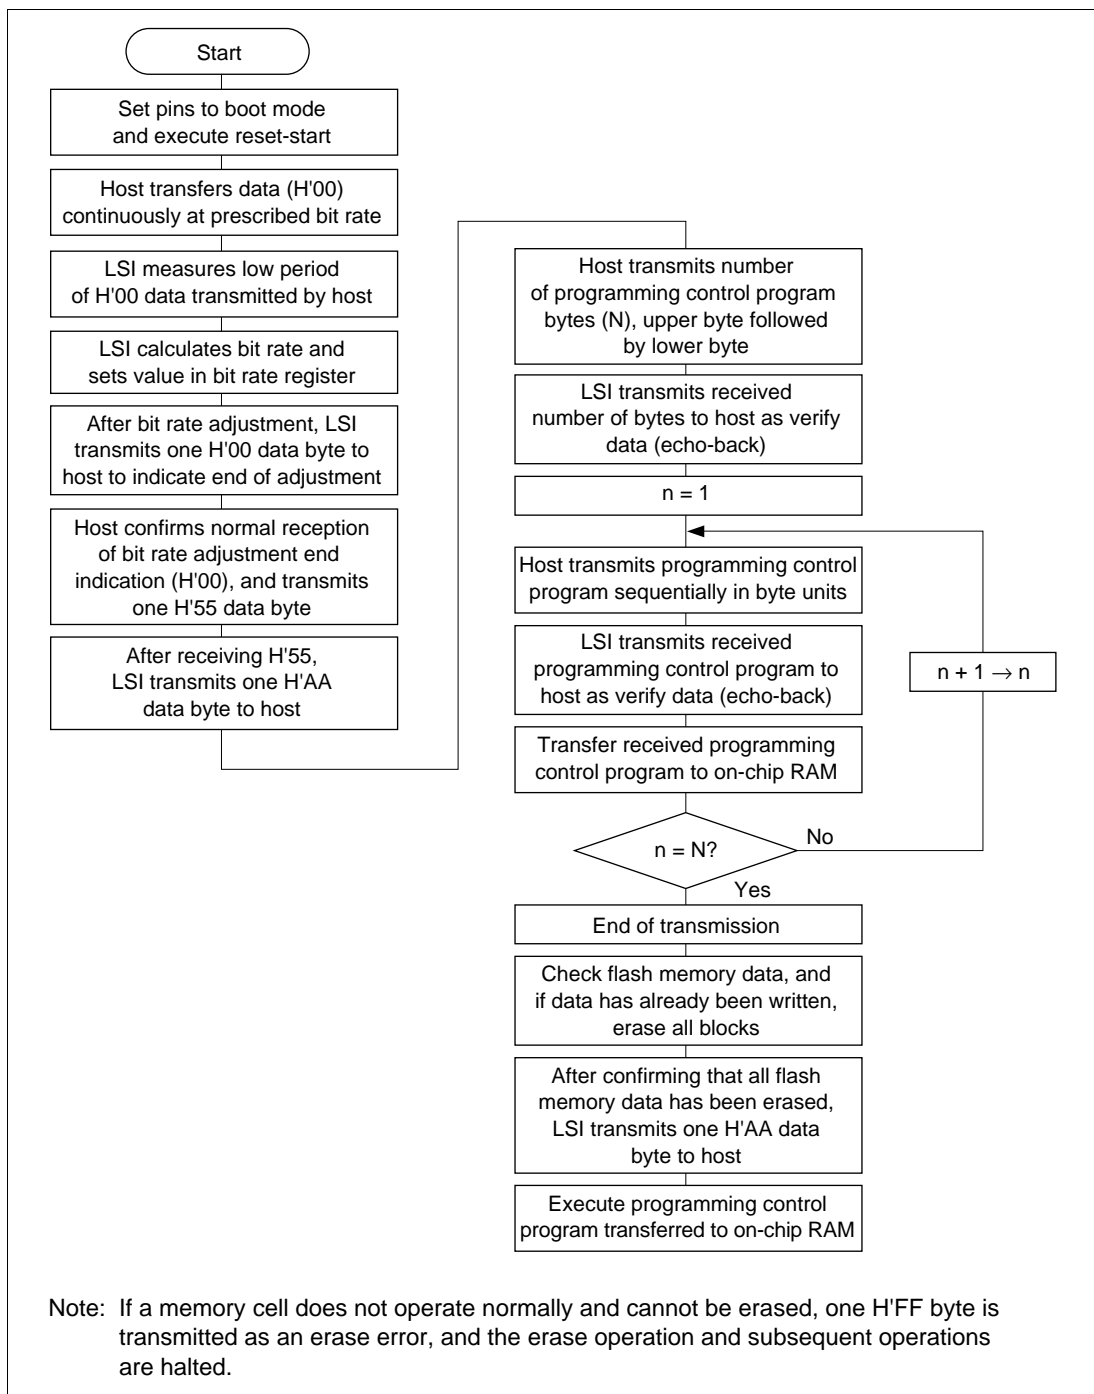 Start
Set pins to boot mode
and execute reset-start
Host transfers data (H'00)
continuously at prescribed bit rate
LSI measures low period
of H'00 data transmitted by host
LSI calculates bit rate and
sets value in bit rate register
After bit rate adjustment, LSI
transmits one H'00 data byte to
host to indicate end of adjustment
Host confirms normal reception
of bit rate adjustment end
indication (H'00), and transmits
one H'55 data byte
After receiving H'55,
LSI transmits one H'AA
data byte to host
Host transmits number
of programming control program
bytes (N), upper byte followed
by lower byte
LSI transmits received
number of bytes to host as verify
data (echo-back)
n = 1
Host transmits programming control
program sequentially in byte units
LSI transmits received
programming control program to
host as verify data (echo-back)
n + 1 → n
Transfer received programming
control program to on-chip RAM
n = N?
No
Yes
End of transmission
Check flash memory data, and
if data has already been written,
erase all blocks
After confirming that all flash
memory data has been erased,
LSI transmits one H'AA data
byte to host
Execute programming control
program transferred to on-chip RAM
Note: If a memory cell does not operate normally and cannot be erased, one H'FF byte is
transmitted as an erase error, and the erase operation and subsequent operations
are halted.